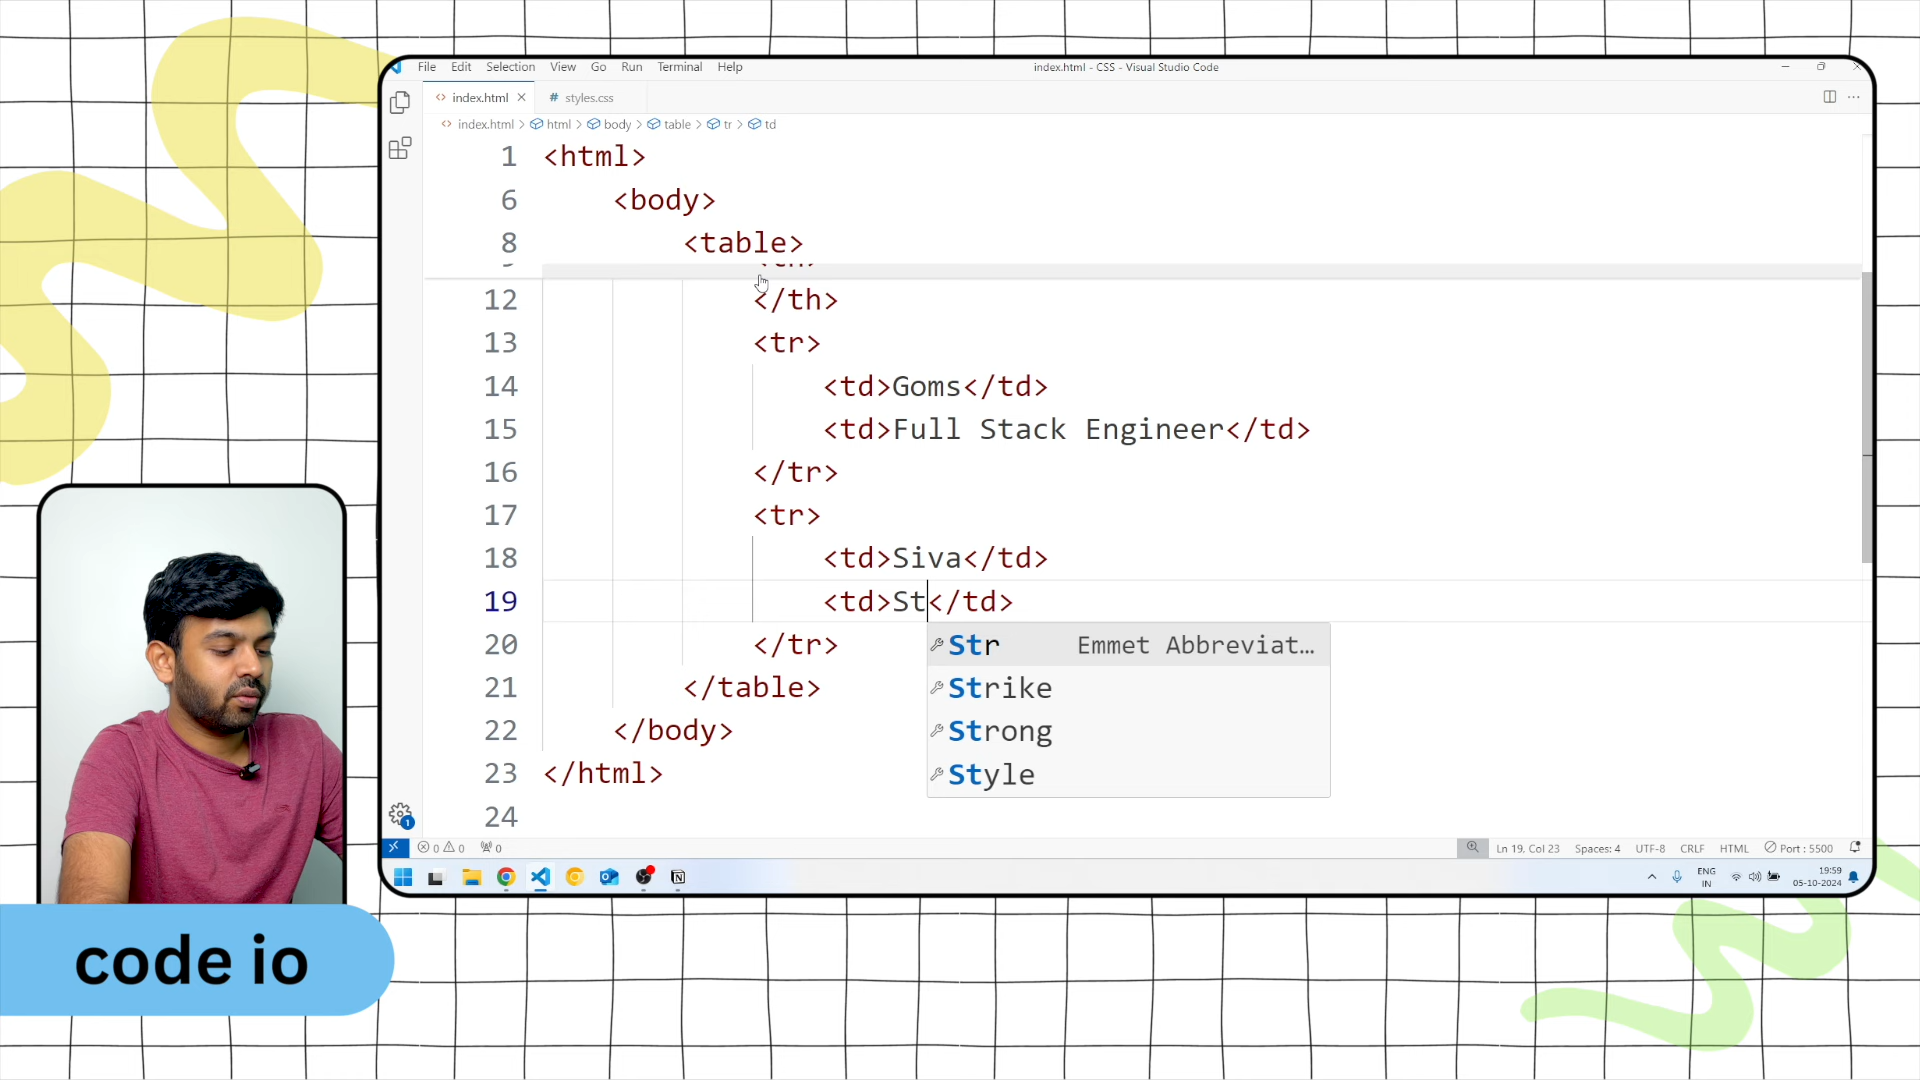 File Edit Selection View Go Run Terminal Help
index.html - CSS - Visual Studio Code
index.html
# styles.css
index.html > html > body > table > tr > td
1 <html>
6 <body>
8 <table>
12 </th>
13 <tr>
14 <td>Goms</td>
15 <td>Full Stack Engineer</td>
16 </tr>
17 <tr>
18 <td>Siva</td>
19 <td>St</td>
Str Emmet Abbreviat...
Strike
Strong
Style
20 </tr>
21 </table>
22 </body>
23 </html>
24
1
0 0 0
Ln 19, Col 23 Spaces: 4 UTF-8 CRLF HTML Port : 5500
ENG
IN
19:59
05-10-2024
code io